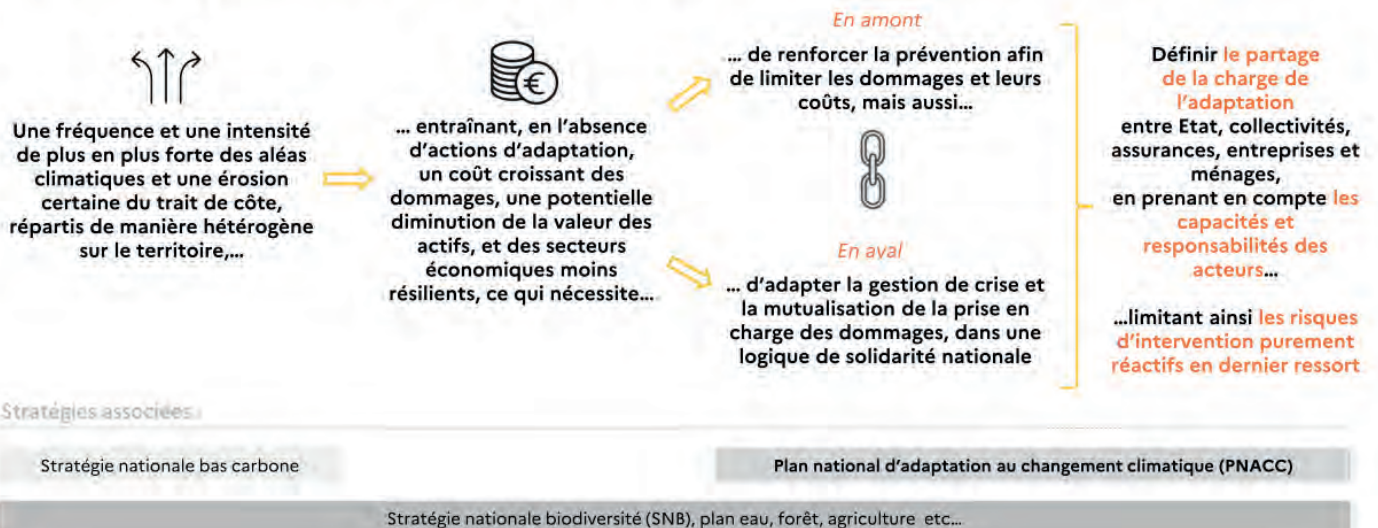 Une fréquence et une intensité
de plus en plus forte des aléas
climatiques et une érosion
certaine du trait de côte,
répartis de manière hétérogène
sur le territoire,...
€
... entraînant, en l'absence
d'actions d'adaptation,
un coût croissant des
dommages, une potentielle
diminution de la valeur des
actifs, et des secteurs
économiques moins
résilients, ce qui nécessite...
En amont
... de renforcer la prévention afin
de limiter les dommages et leurs
coûts, mais aussi...
En aval
... d'adapter la gestion de crise et
la mutualisation de la prise en
charge des dommages, dans une
logique de solidarité nationale
Définir le partage
de la charge de
l'adaptation
entre Etat, collectivités,
assurances, entreprises et
ménages,
en prenant en compte les
capacités et
responsabilités des
acteurs...
...limitant ainsi les risques
d'intervention purement
réactifs en dernier ressort
Stratégies associées :
Stratégie nationale bas carbone
Plan national d'adaptation au changement climatique (PNACC)
Stratégie nationale biodiversité (SNB), plan eau, forêt, agriculture etc...